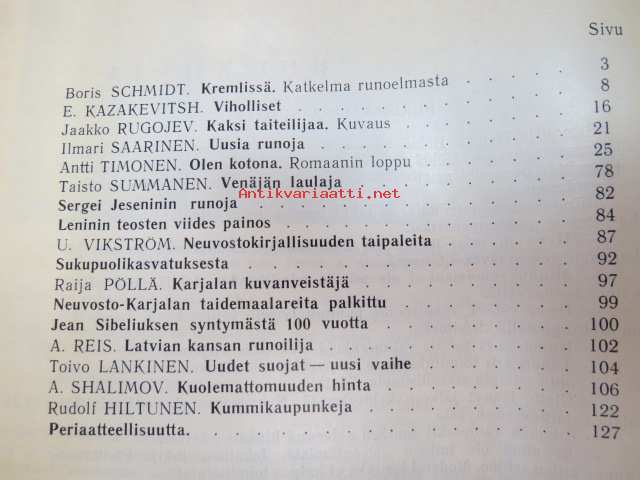 Sivu
Boris SCHMIDT. Kremlissä. Katkelma runoelmasta . . . . 3
E. KAZAKEVITSH. Viholliset . . . . . . . . 8
Jaakko RUGOJEV. Kaksi taiteilijaa. Kuvaus . . . . . 16
Ilmari SAARINEN. Uusia runoja . . . . . . . 21
Antti TIMONEN. Olen kotona. Romaanin loppu . . . . . 25
Taisto SUMMANEN. Venäjän laulaja . . . . . . 78
Antikvariaatti.net
Sergei Jeseninin runoja . . . . . . . . 82
Leninin teosten viides painos . . . . . . . 84
U. VIKSTRÖM. Neuvostokirjallisuuden taipaleita . . . . . 87
Sukupuolikasvatuksesta . . . . . . . . . 92
Raija PÖLLÄ. Karjalan kuvanveistäjä . . . . . . 97
Neuvosto-Karjalan taidemaalareita palkittu . . . . . 99
Jean Sibeliuksen syntymästä 100 vuotta . . . . . . 100
A. REIS. Latvian kansan runoilija . . . . . . . 102
Toivo LANKINEN. Uudet suojat — uusi vaihe . . . . . 104
A. SHALIMOV. Kuolemattomuuden hinta . . . . . . 106
Rudolf HILTUNEN. Kummikaupunkeja . . . . . . 122
Periaatteellisuutta. . . . . . . . . . . 127